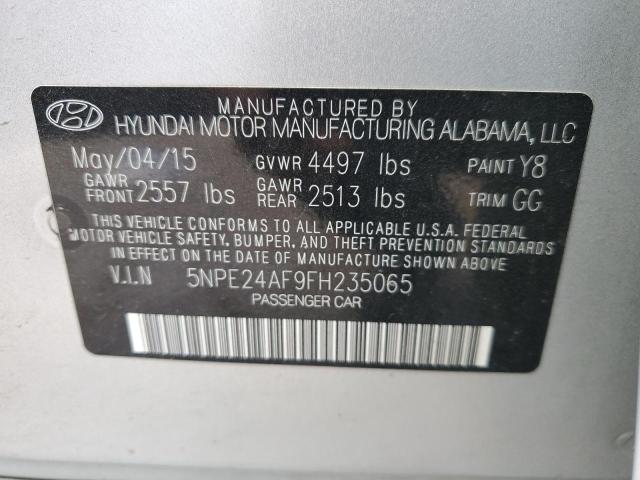 MANUFACTURED BY
HYUNDAI MOTOR MANUFACTURING ALABAMA, LLC
May/04/15 GVWR 4497 lbs PAINT Y8
GAWR FRONT 2557 lbs GAWR REAR 2513 lbs TRIM GG
THIS VEHICLE CONFORMS TO ALL APPLICABLE U.S.A. FEDERAL
MOTOR VEHICLE SAFETY, BUMPER, AND THEFT PREVENTION STANDARDS
IN EFFECT ON THE DATE OF MANUFACTURE SHOWN ABOVE
V.I.N 5NPE24AF9FH235065
PASSENGER CAR